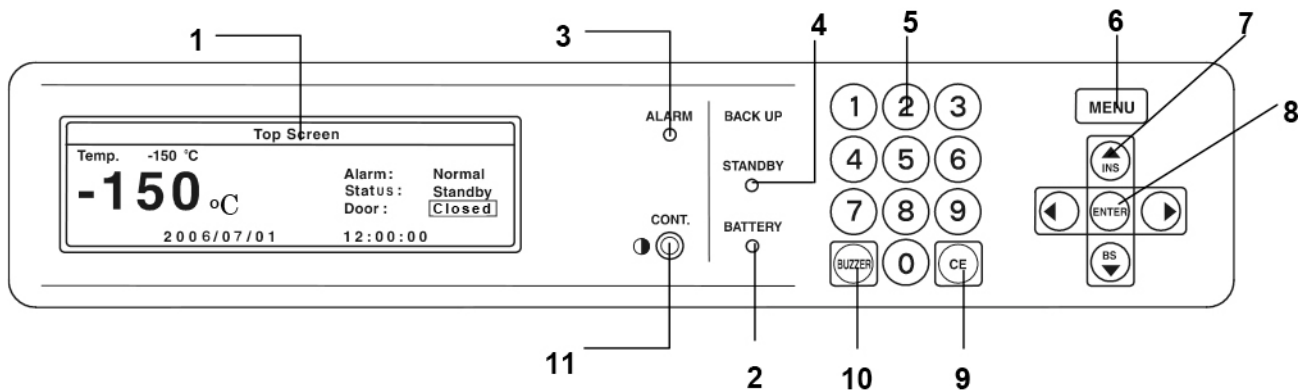 1
3
4
5
6
7
8
Top Screen
Temp. -150 °C
-150 °C
Alarm: Normal
Status: Standby
Door: Closed
2006/07/01 12:00:00
ALARM
CONT.
BACK UP
STANDBY
BATTERY
1 2 3
4 5 6
7 8 9
BUZZER 0 CE
MENU
INS
ENTER
BS
11
2
10
9